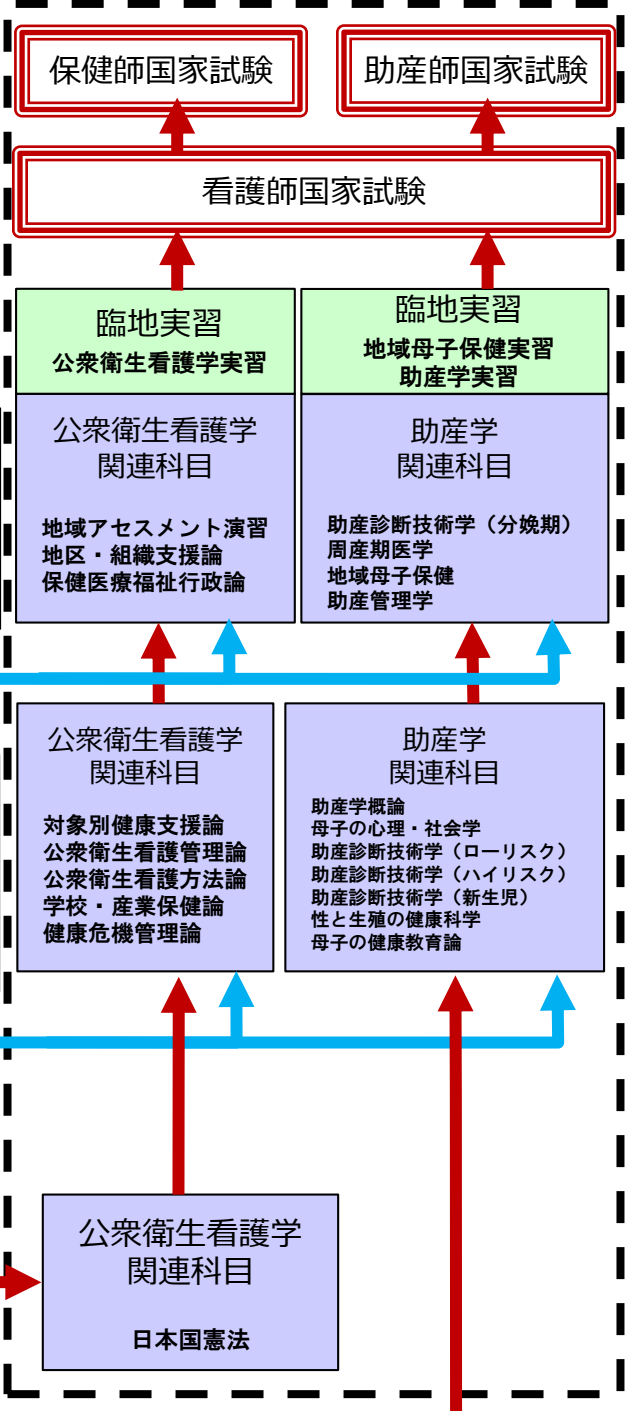 保健師国家試験
助産師国家試験
看護師国家試験
臨地実習
公衆衛生看護学実習
臨地実習
地域母子保健実習
助産学実習
公衆衛生看護学
関連科目
地域アセスメント演習
地区・組織支援論
保健医療福祉行政論
助産学
関連科目
助産診断技術学（分娩期）
周産期医学
地域母子保健
助産管理学
公衆衛生看護学
関連科目
対象別健康支援論
公衆衛生看護管理論
公衆衛生看護方法論
学校・産業保健論
健康危機管理論
助産学
関連科目
助産学概論
母子の心理・社会学
助産診断技術学（ローリスク）
助産診断技術学（ハイリスク）
助産診断技術学（新生児）
性と生殖の健康科学
母子の健康教育論
公衆衛生看護学
関連科目
日本国憲法